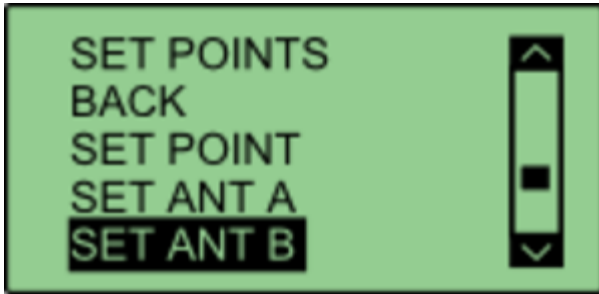 SET POINTS
BACK
SET POINT
SET ANT A
SET ANT B